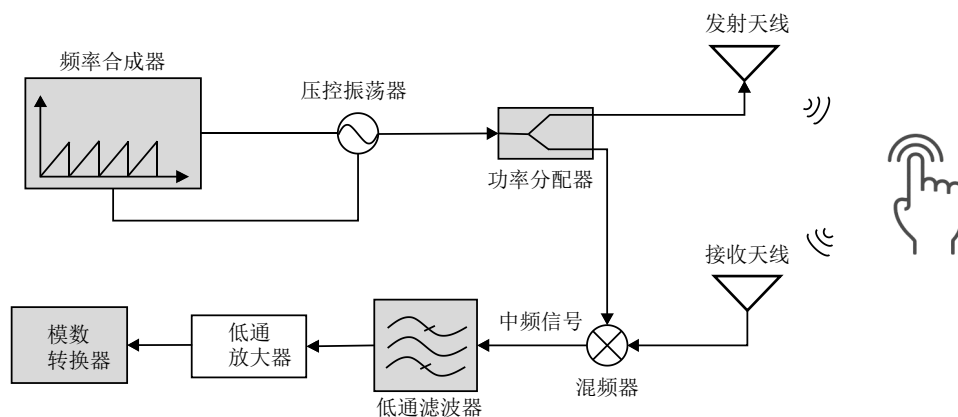 发射天线
频率合成器
压控振荡器
功率分配器
接收天线
中频信号
模数
转换器
低通
放大器
混频器
低通滤波器